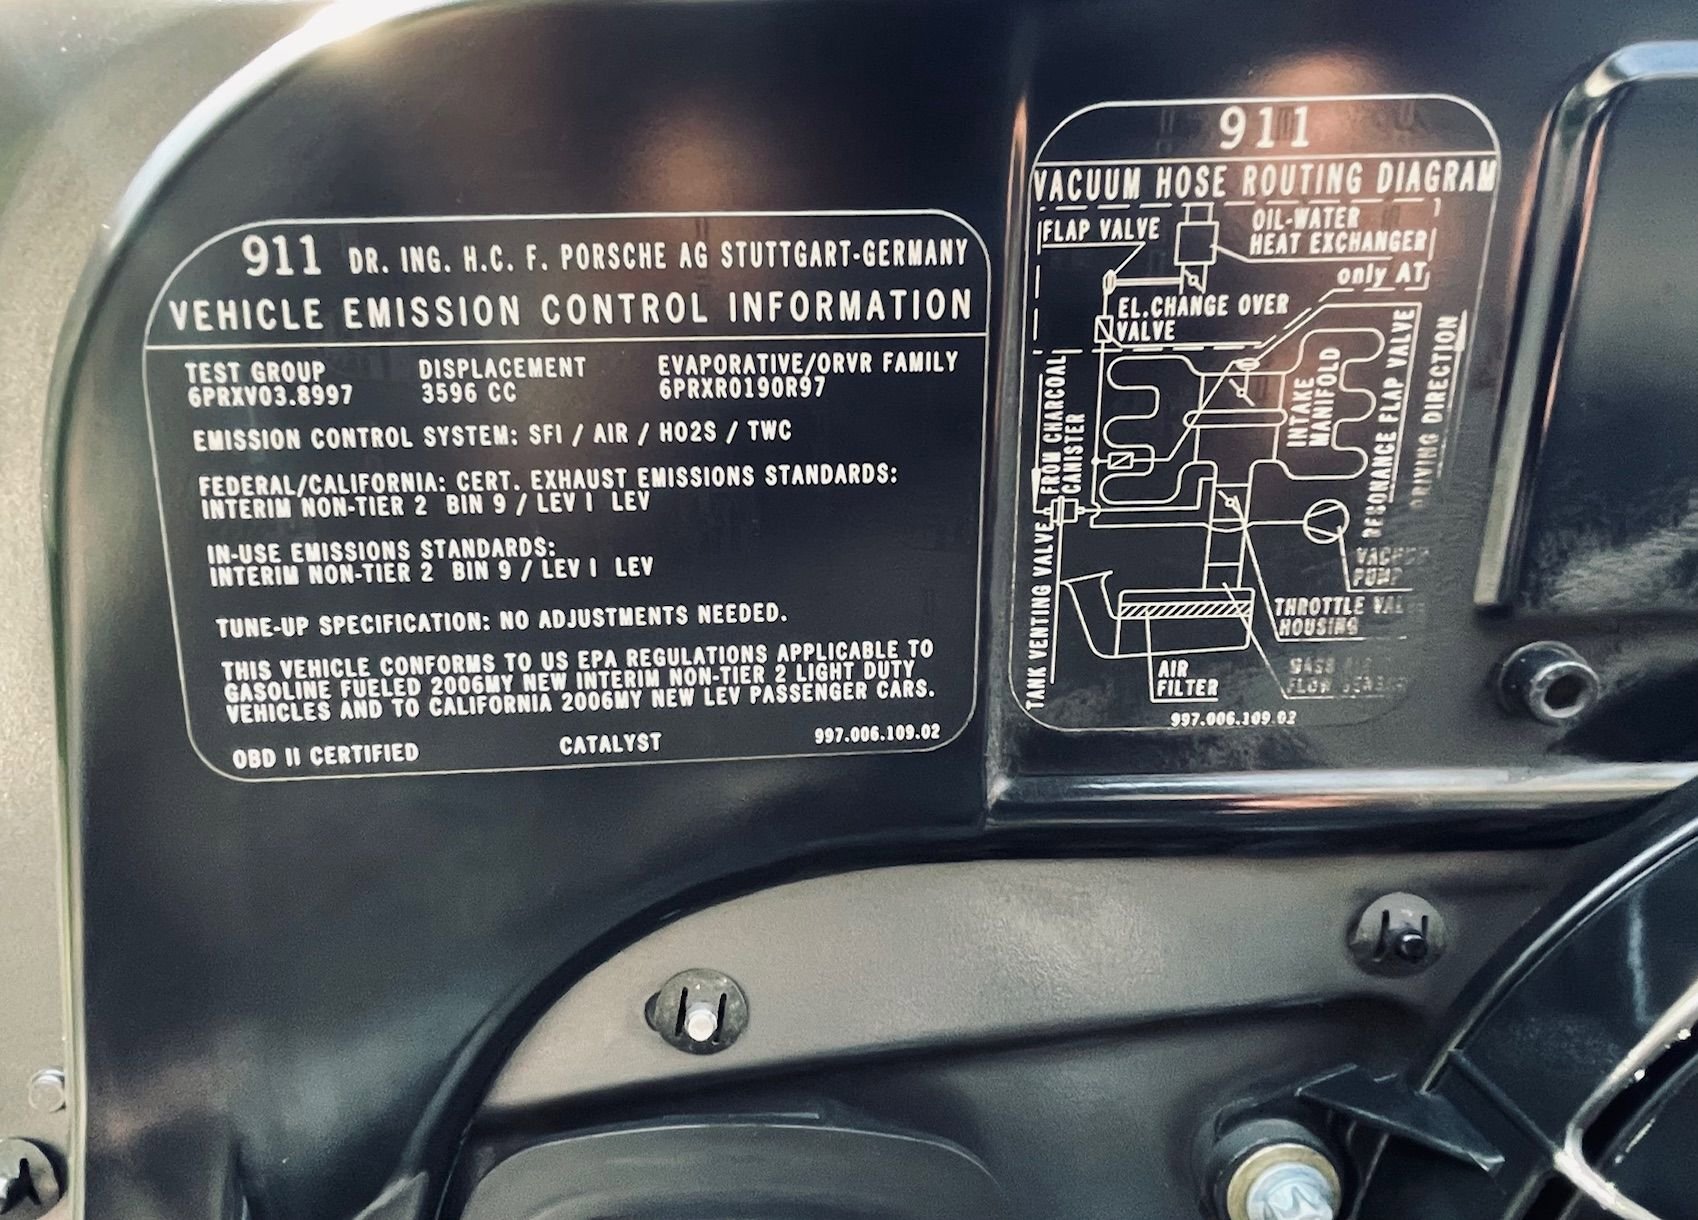 911 DR. ING. H.C. F. PORSCHE AG STUTTGART-GERMANY
VEHICLE EMISSION CONTROL INFORMATION
TEST GROUP DISPLACEMENT EVAPORATIVE/ORVR FAMILY
6PRXV03.8997 3596 CC 6PRXR0190R97
EMISSION CONTROL SYSTEM: SFI / AIR / HO2S / TWC
FEDERAL/CALIFORNIA: CERT. EXHAUST EMISSIONS STANDARDS:
INTERIM NON-TIER 2 BIN 9 / LEV I LEV
IN-USE EMISSIONS STANDARDS:
INTERIM NON-TIER 2 BIN 9 / LEV I LEV
TUNE-UP SPECIFICATION: NO ADJUSTMENTS NEEDED.
THIS VEHICLE CONFORMS TO US EPA REGULATIONS APPLICABLE TO
GASOLINE FUELED 2006MY NEW INTERIM NON-TIER 2 LIGHT DUTY
VEHICLES AND TO CALIFORNIA 2006MY NEW LEV PASSENGER CARS.
OBD II CERTIFIED CATALYST 997.006.109.02
911
VACUUM HOSE ROUTING DIAGRAM
FLAP VALVE
OIL-WATER
HEAT EXCHANGER
only AT
EL.CHANGE OVER
VALVE
FROM CHARCOAL
CANISTER
INTAKE
MANIFOLD
RESONANCE FLAP VALVE
DRIVING DIRECTION
TANK VENTING VALVE
PUMP
THROTTLE
HOUSING
AIR
FILTER
FLOW
997.006.109.02